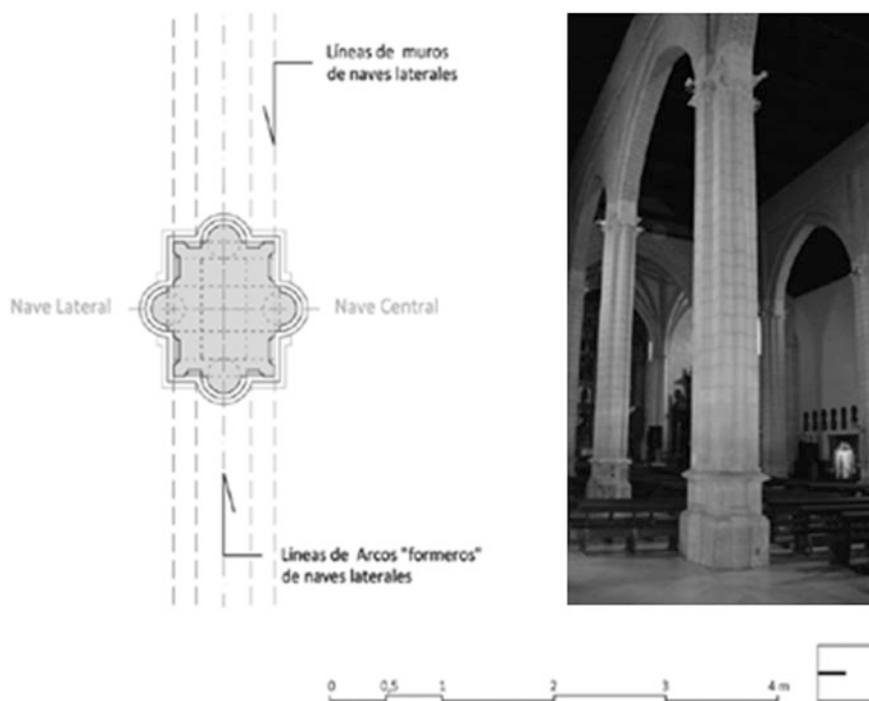 Líneas de muros
de naves laterales
Nave Lateral
Nave Central
Líneas de Arcos "formeros"
de naves laterales
0 0,5 1 2 3 4 m